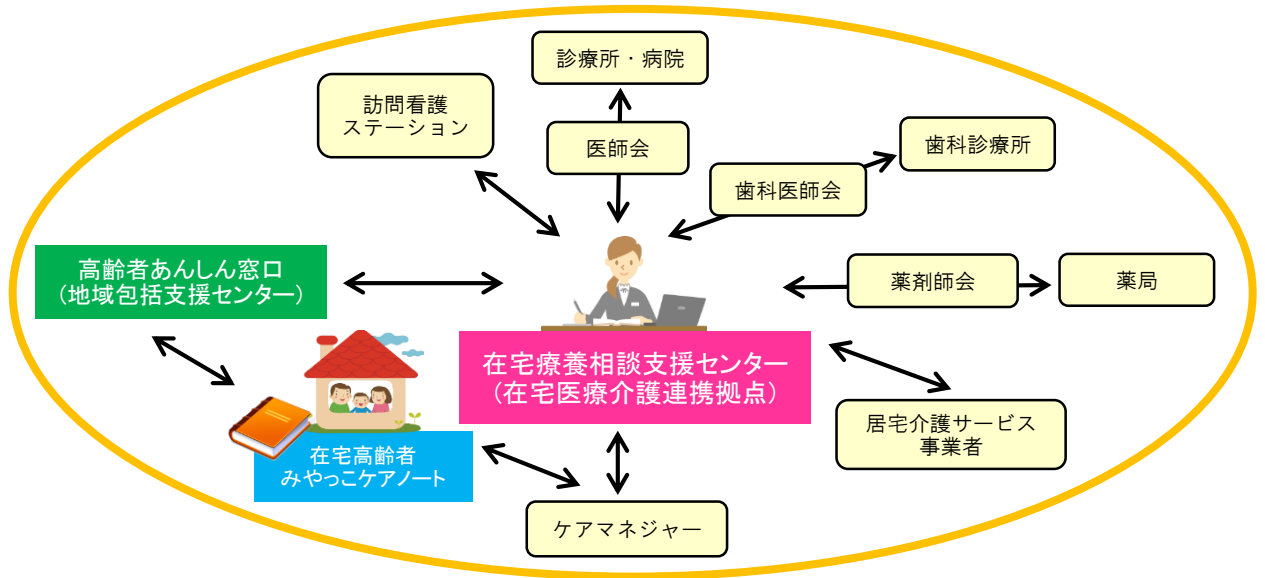 診療所・病院
訪問看護
ステーション
医師会
歯科診療所
歯科医師会
高齢者あんしん窓口
（地域包括支援センター）
薬剤師会
薬局
在宅療養相談支援センター
（在宅医療介護連携拠点）
居宅介護サービス
事業者
在宅高齢者
みやっこケアノート
ケアマネジャー